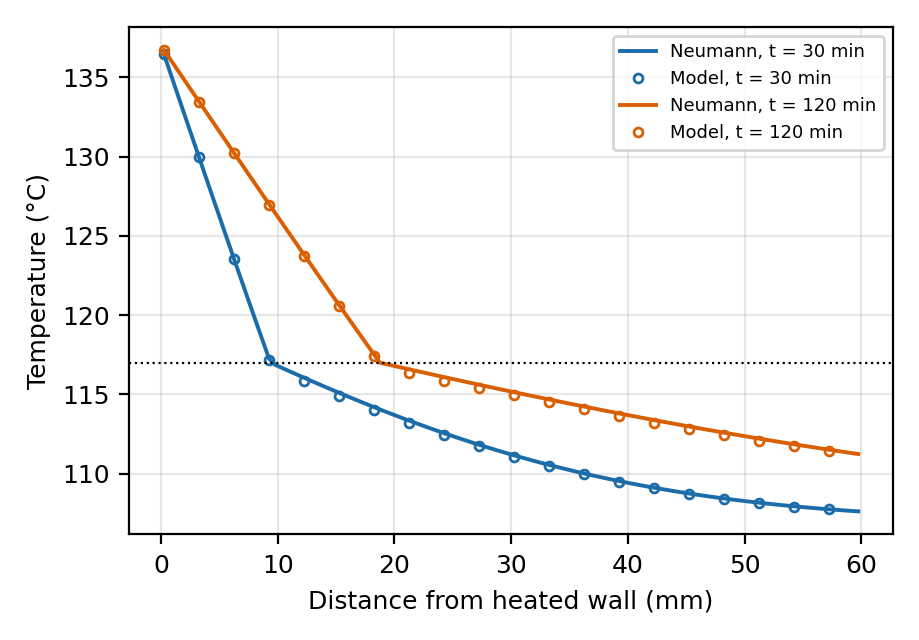 Neumann, t = 30 min
Model, t = 30 min
Neumann, t = 120 min
Model, t = 120 min
Temperature (°C)
135
130
125
120
115
110
0 10 20 30 40 50 60
Distance from heated wall (mm)